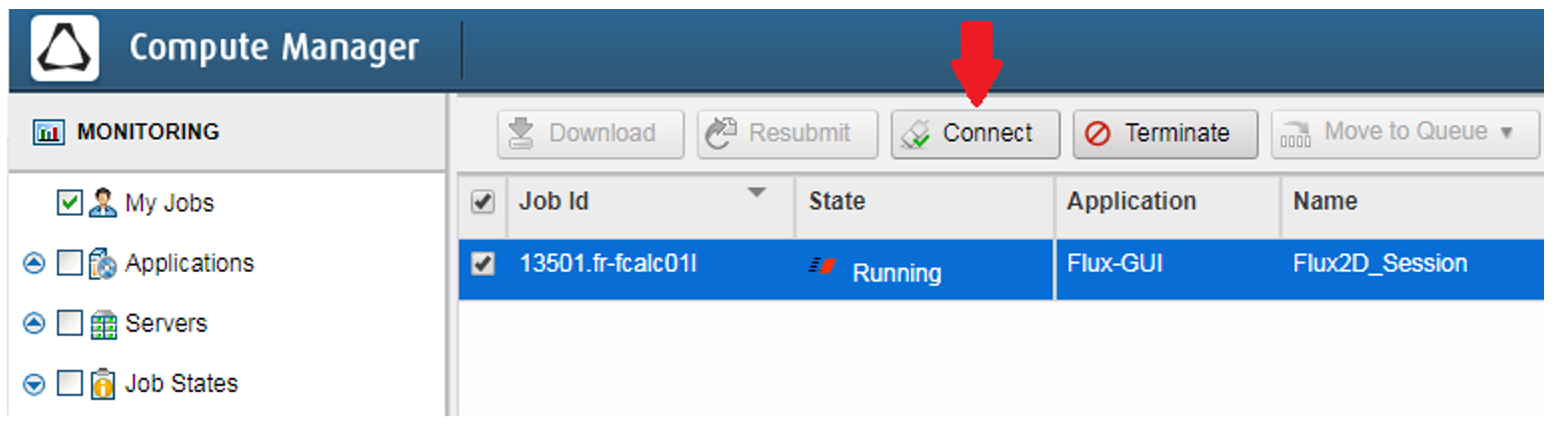 Compute Manager
MONITORING
Download Resubmit Connect Terminate Move to Queue
My Jobs
Applications
Servers
Job States
Job Id State Application Name
13501.fr-fcalc01l Running Flux-GUI Flux2D_Session